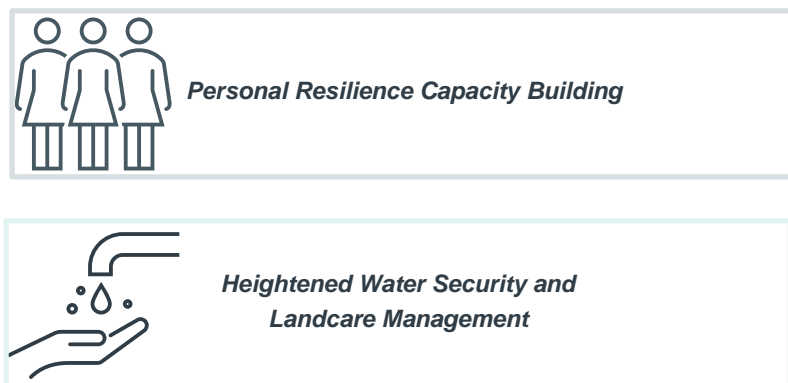 Personal Resilience Capacity Building
Heightened Water Security and
Landcare Management